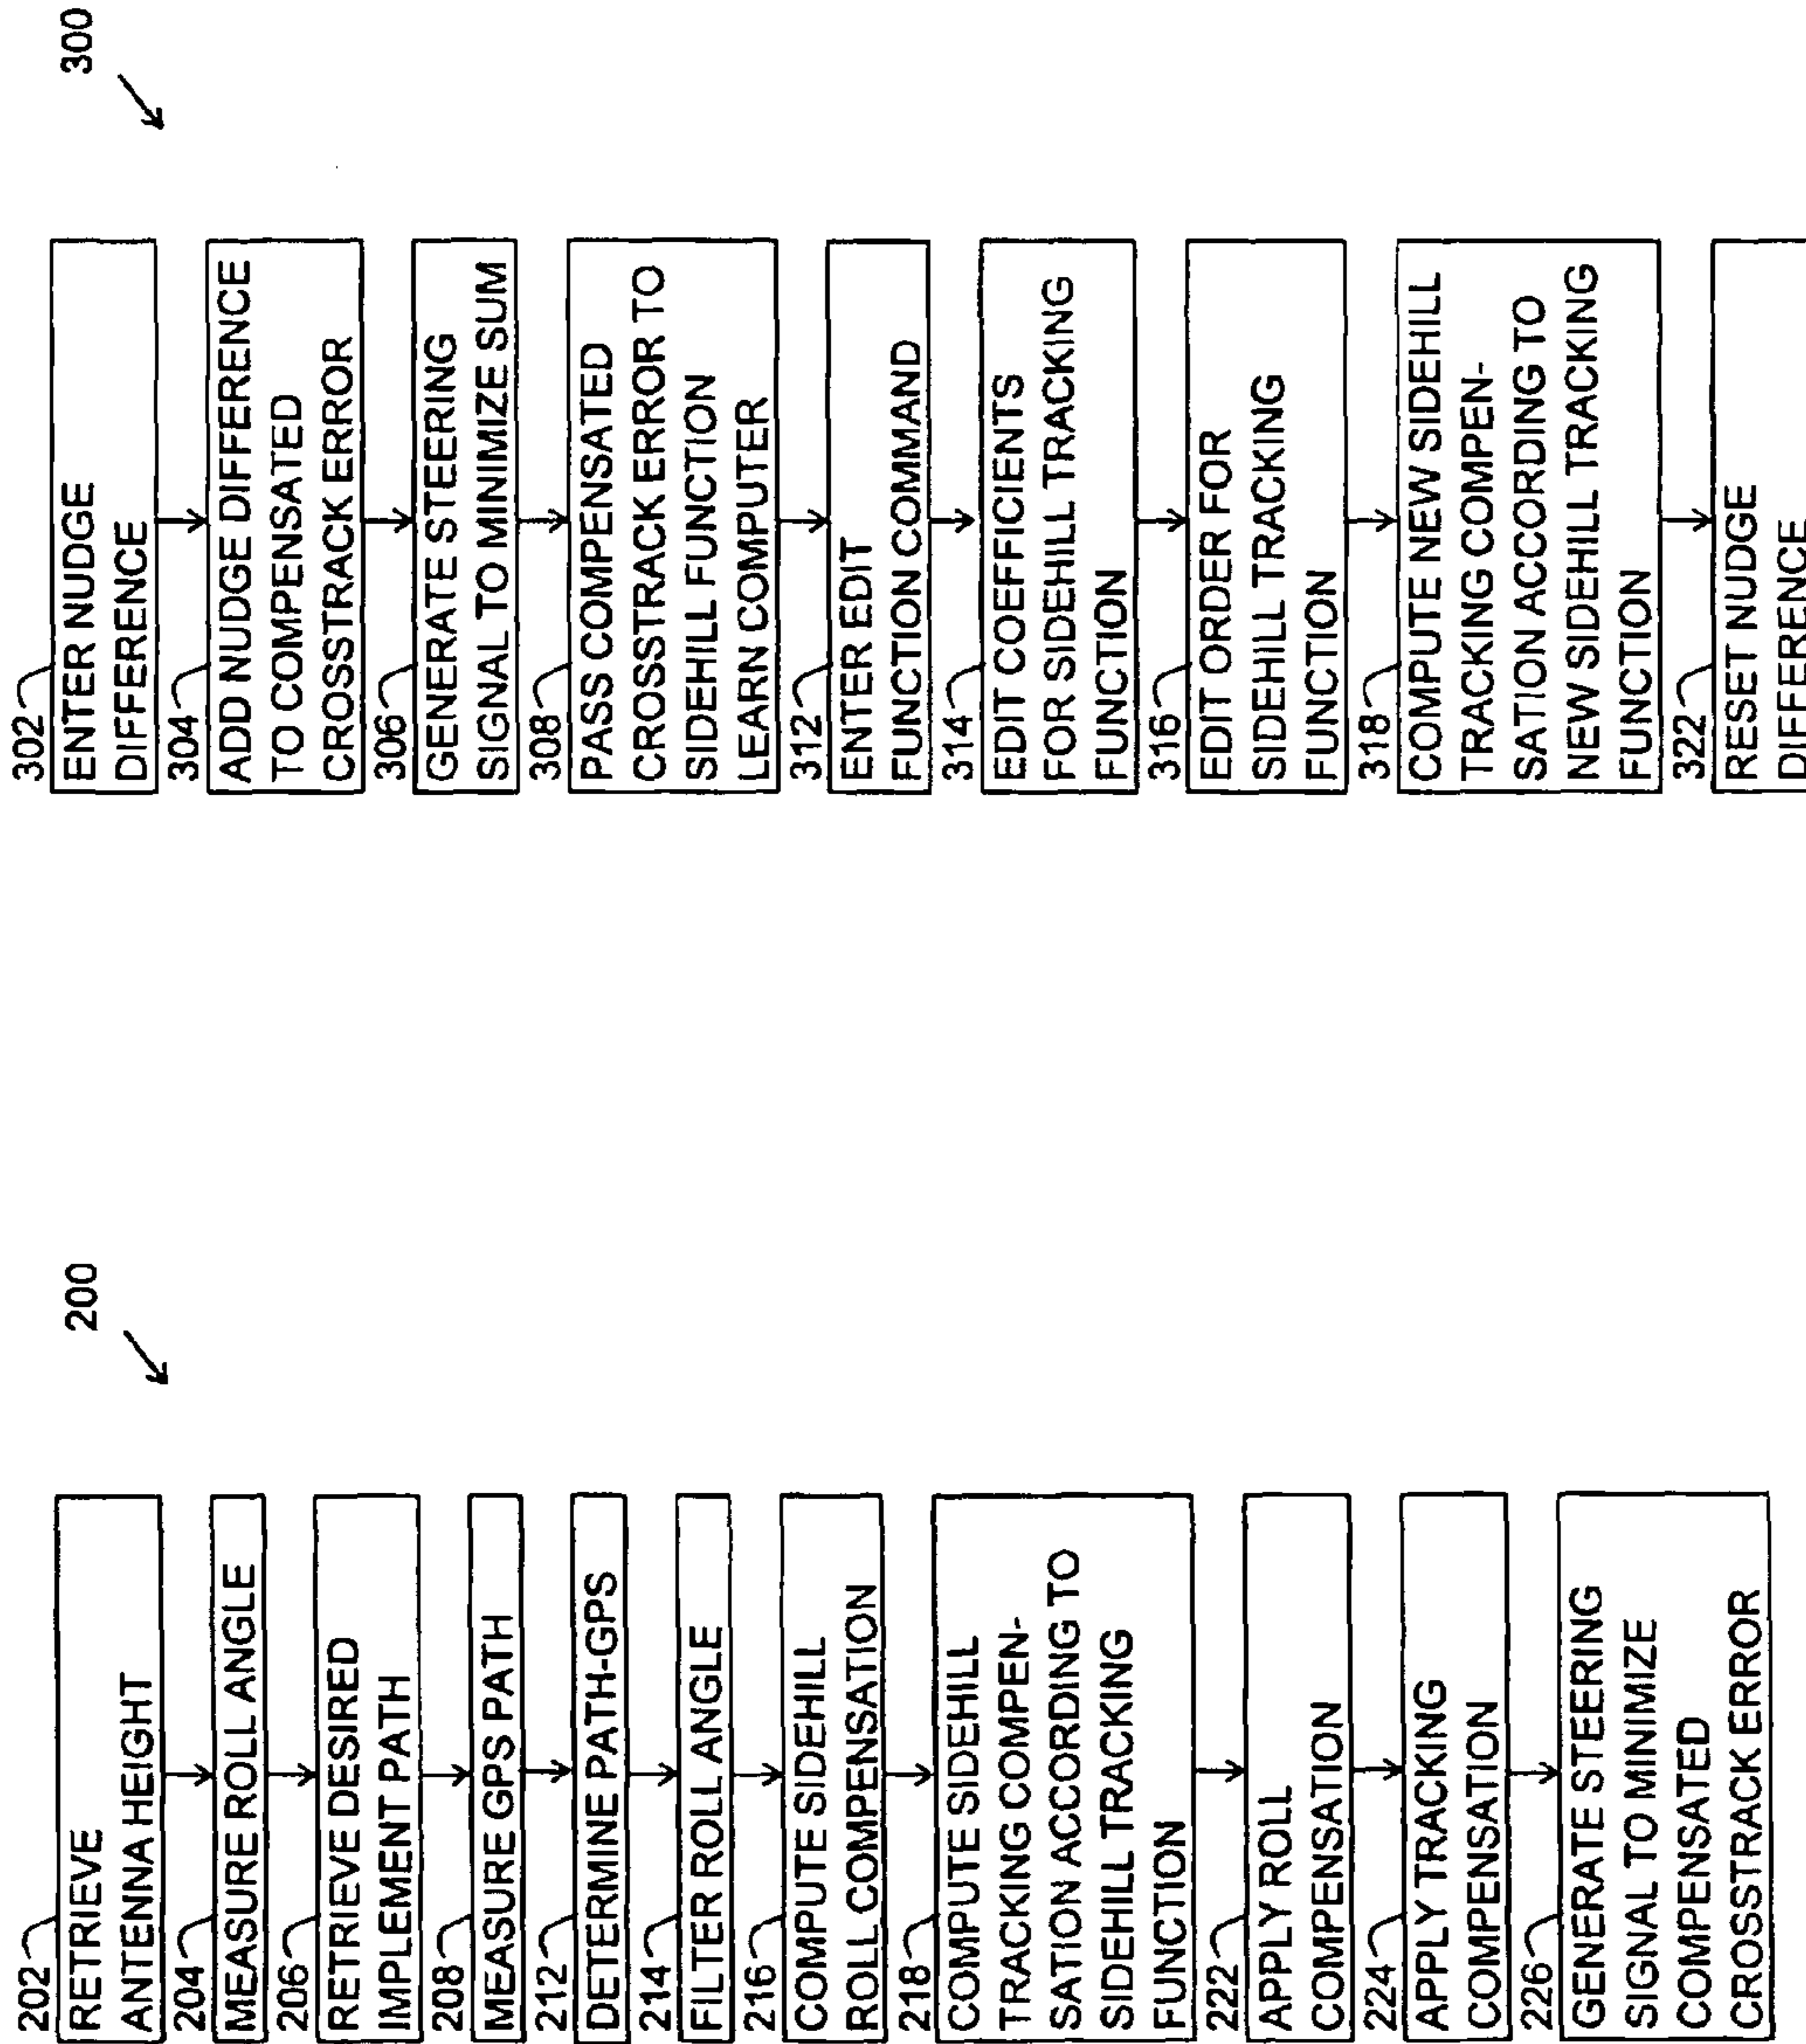 200
202
RETRIEVE
ANTENNA HEIGHT
204
MEASURE ROLL ANGLE
206
RETRIEVE DESIRED
IMPLEMENT PATH
208
MEASURE GPS PATH
212
DETERMINE PATH-GPS
214
FILTER ROLL ANGLE
216
COMPUTE SIDEHILL
ROLL COMPENSATION
218
COMPUTE SIDEHILL
TRACKING COMPEN-
SATION ACCORDING TO
SIDEHILL TRACKING
FUNCTION
222
APPLY ROLL
COMPENSATION
224
APPLY TRACKING
COMPENSATION
226
GENERATE STEERING
SIGNAL TO MINIMIZE
COMPENSATED
CROSSTRACK ERROR
300
302
ENTER NUDGE
DIFFERENCE
304
ADD NUDGE DIFFERENCE
TO COMPENSATED
CROSSTRACK ERROR
306
GENERATE STEERING
SIGNAL TO MINIMIZE SUM
308
PASS COMPENSATED
CROSSTRACK ERROR TO
SIDEHILL FUNCTION
LEARN COMPUTER
312
ENTER EDIT
FUNCTION COMMAND
314
EDIT COEFFICIENTS
FOR SIDEHILL TRACKING
FUNCTION
316
EDIT ORDER FOR
SIDEHILL TRACKING
FUNCTION
318
COMPUTE NEW SIDEHILL
TRACKING COMPEN-
SATION ACCORDING TO
NEW SIDEHILL TRACKING
FUNCTION
322
RESET NUDGE
DIFFERENCE